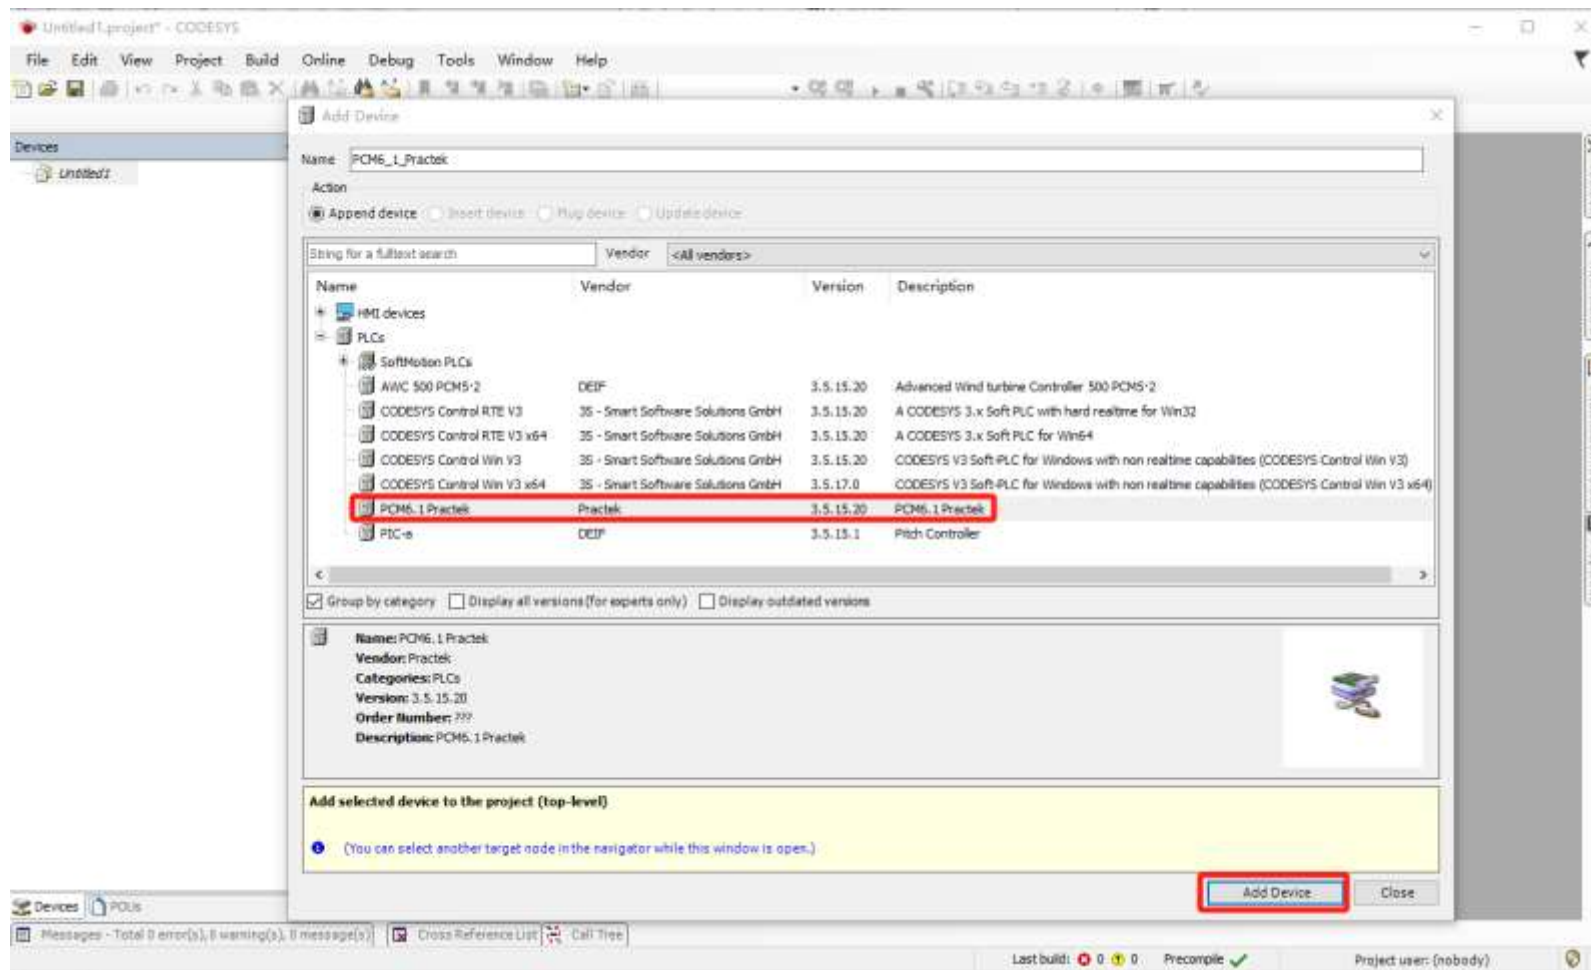 Untitled1.project* - CODESYS
File Edit View Project Build Online Debug Tools Window Help
Add Device
Devices
Untitled1
Name PCM6_1_Practek
Action
Append device Insert device Plug device Update device
String for a fulltext search Vendor <All vendors>
Name Vendor Version Description
HMI devices
PLCs
SoftMotion PLCs
AWC 500 PCM5·2 DEIF 3.5.15.20 Advanced Wind turbine Controller 500 PCM5·2
CODESYS Control RTE V3 3S - Smart Software Solutions GmbH 3.5.15.20 A CODESYS 3.x Soft PLC with hard realtime for Win32
CODESYS Control RTE V3 x64 3S - Smart Software Solutions GmbH 3.5.15.20 A CODESYS 3.x Soft PLC for Win64
CODESYS Control Win V3 3S - Smart Software Solutions GmbH 3.5.15.20 CODESYS V3 Soft-PLC for Windows with non realtime capabilities (CODESYS Control Win V3)
CODESYS Control Win V3 x64 3S - Smart Software Solutions GmbH 3.5.17.0 CODESYS V3 Soft-PLC for Windows with non realtime capabilities (CODESYS Control Win V3 x64)
PCM6.1 Practek Practek 3.5.15.20 PCM6.1 Practek
PIC-a DEIF 3.5.15.1 Pitch Controller
Group by category Display all versions (for experts only) Display outdated versions
Name: PCM6.1 Practek
Vendor: Practek
Categories: PLCs
Version: 3.5.15.20
Order Number: ???
Description: PCM6.1 Practek
Add selected device to the project (top-level)
(You can select another target node in the navigator while this window is open.)
Add Device Close
Devices POUs
Messages - Total 0 error(s), 0 warning(s), 0 message(s) Cross Reference List Call Tree
Last build: 0 0 Precompile Project user: (nobody)